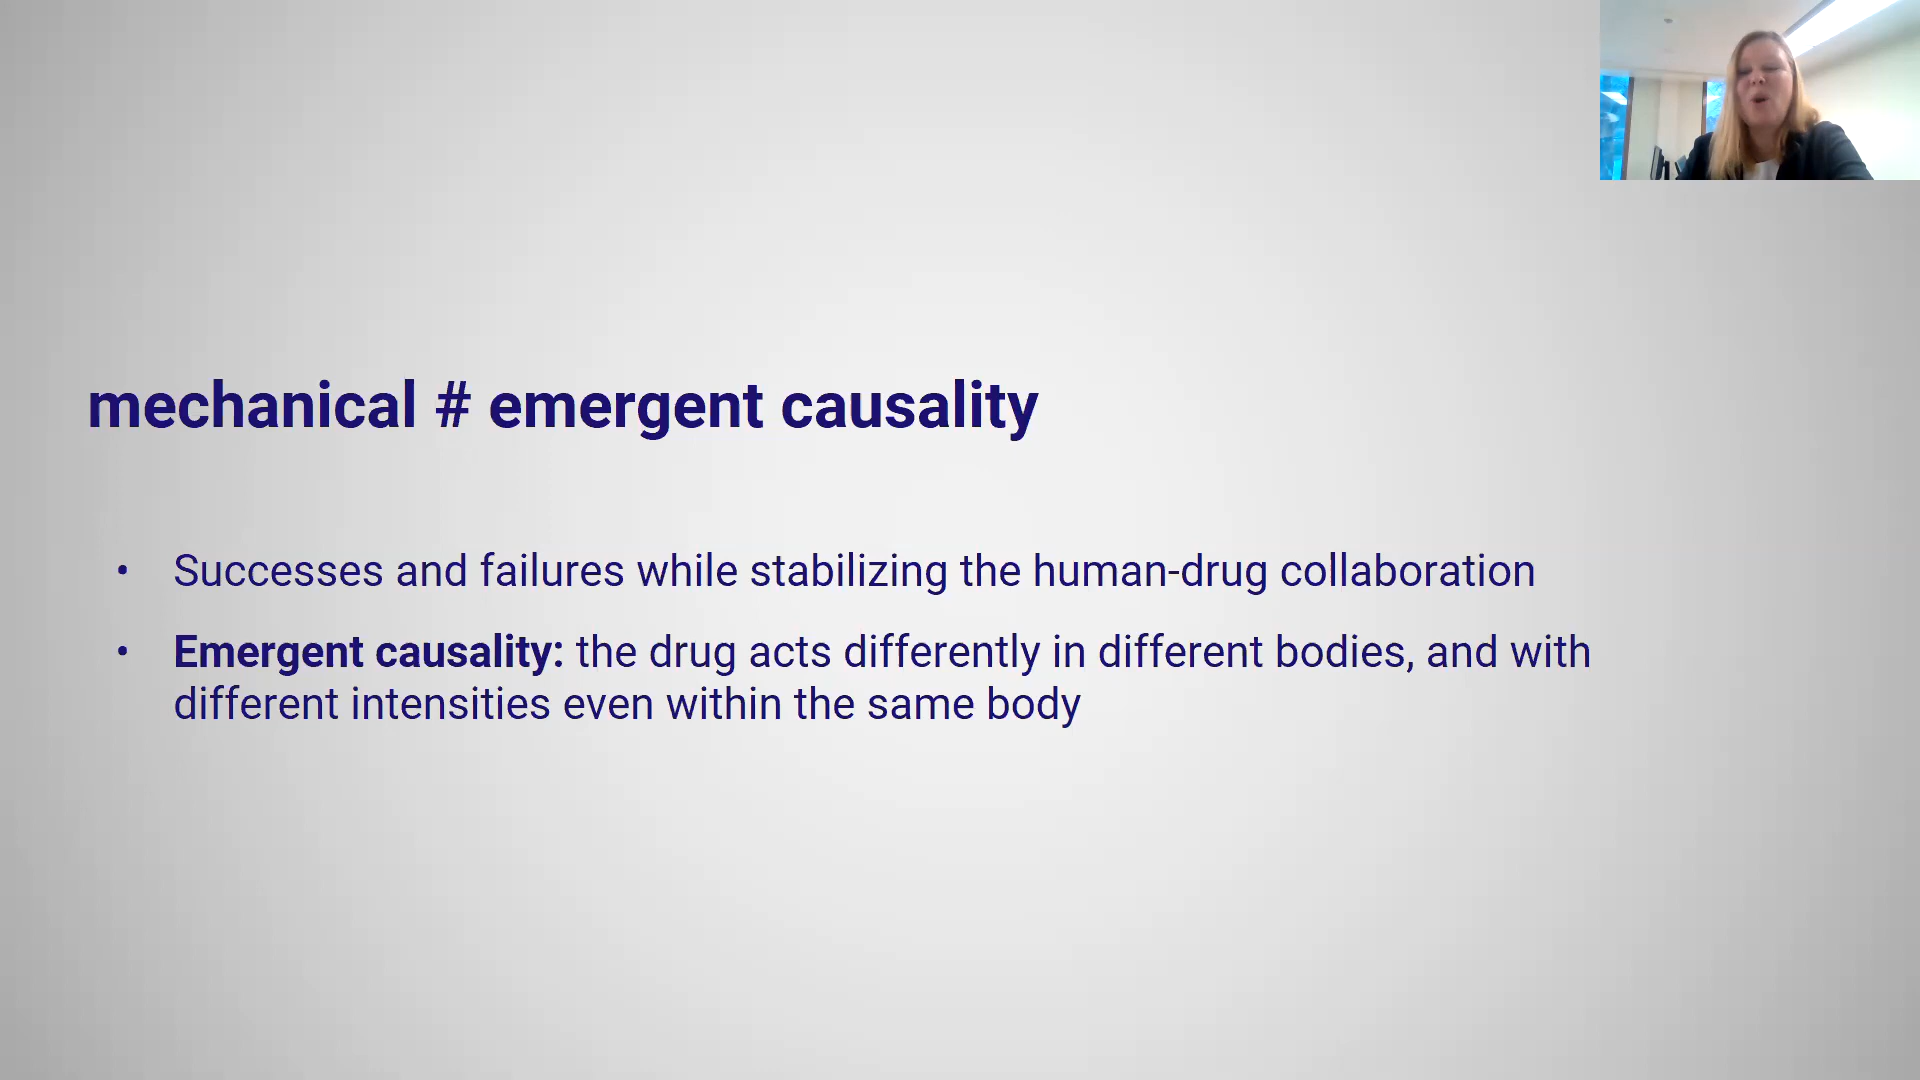 mechanical # emergent causality
• Successes and failures while stabilizing the human-drug collaboration
• Emergent causality: the drug acts differently in different bodies, and with
different intensities even within the same body